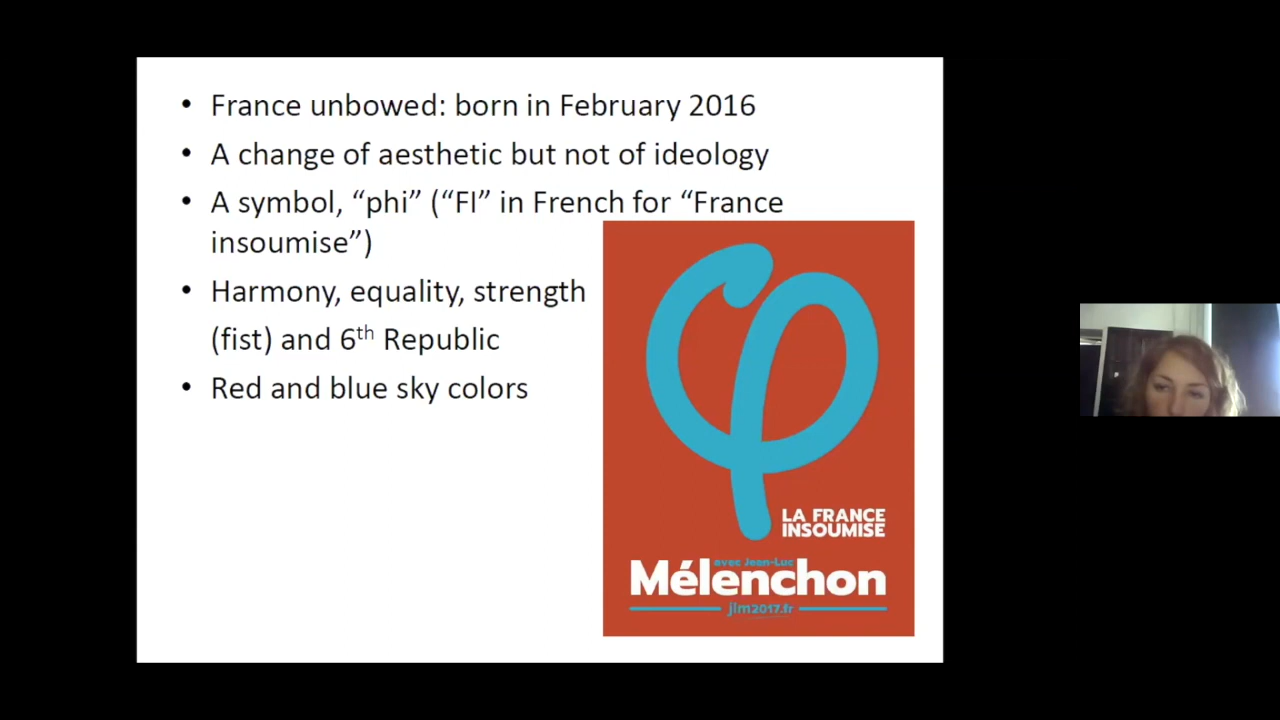 • France unbowed: born in February 2016
• A change of aesthetic but not of ideology
• A symbol, “phi” (“FI” in French for “France
insoumise”)
• Harmony, equality, strength
(fist) and 6th Republic
• Red and blue sky colors
LA FRANCE
INSOUMISE
avec Jean-Luc
Mélenchon
jlm2017.fr